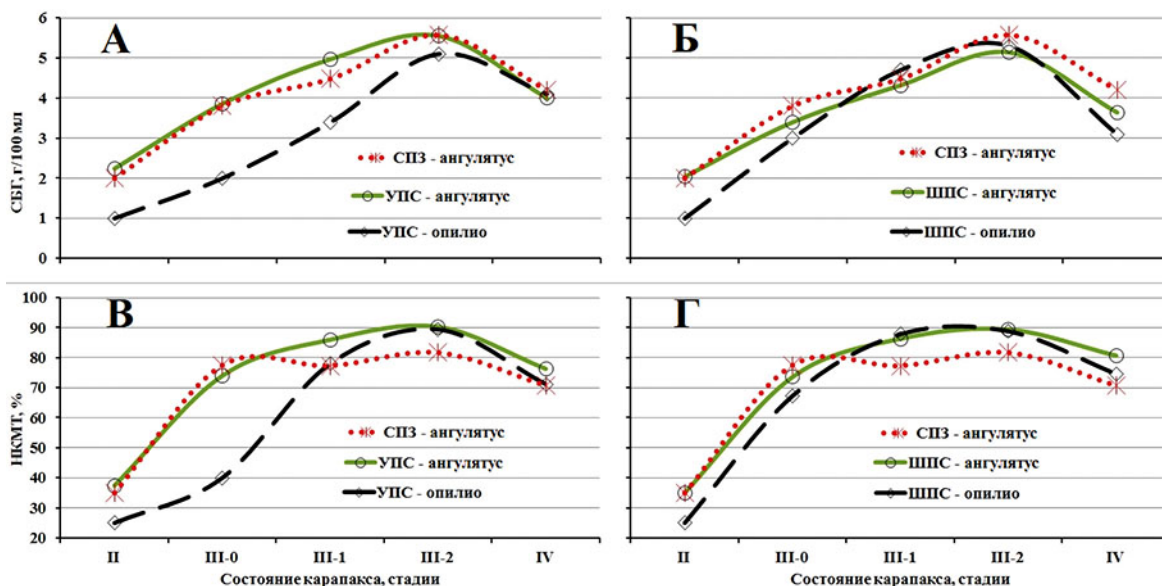 А
СБГ, г/100 мл
6
5
4
3
2
1
0
СПЗ - ангулятус
УПС - ангулятус
УПС - опилио
Б
СПЗ - ангулятус
ШПС - ангулятус
ШПС - опилио
В
НКМТ, %
100
90
80
70
60
50
40
30
20
СПЗ - ангулятус
УПС - ангулятус
УПС - опилио
II III-0 III-1 III-2 IV
Состояние карапакса, стадии
Г
СПЗ - ангулятус
ШПС - ангулятус
ШПС - опилио
II III-0 III-1 III-2 IV
Состояние карапакса, стадии